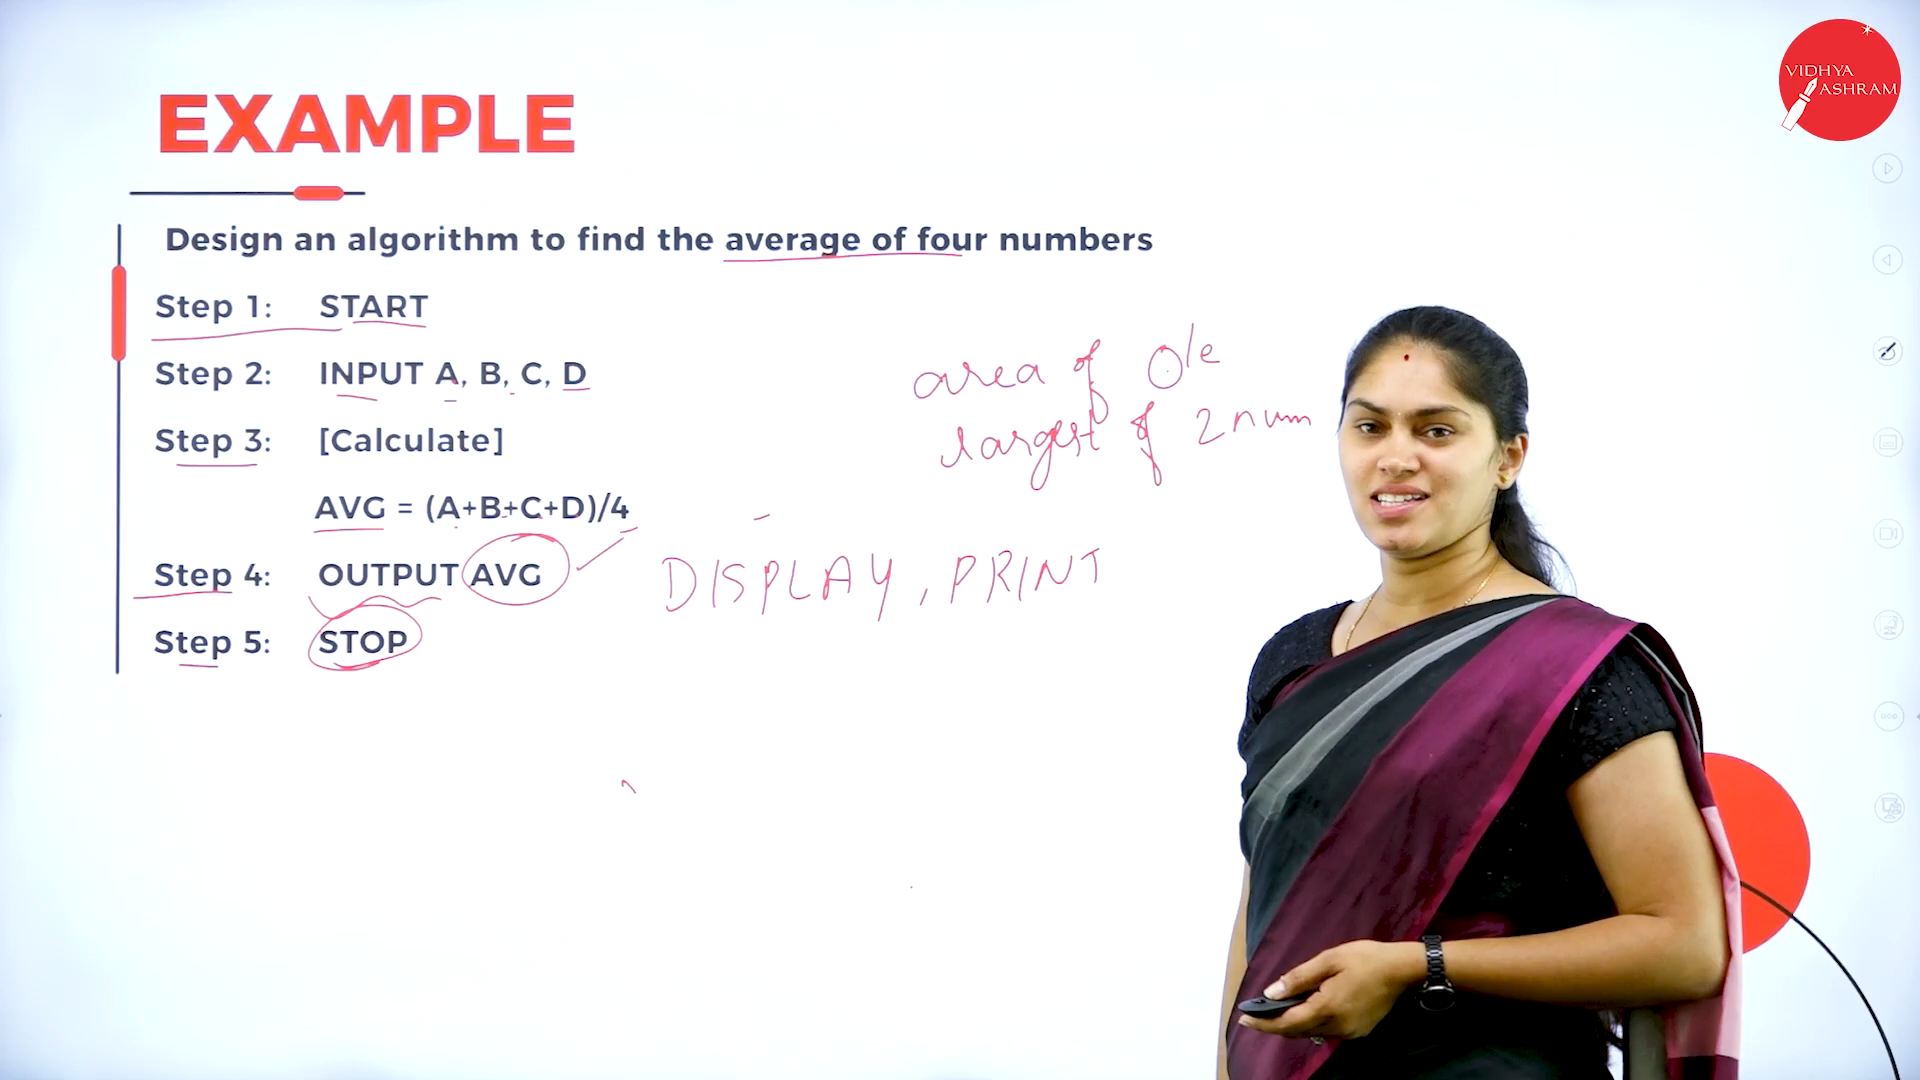 VIDHYA
ASHRAM
EXAMPLE
Design an algorithm to find the average of four numbers
Step 1: START
Step 2: INPUT A, B, C, D
Step 3: [Calculate]
AVG = (A+B+C+D)/4
Step 4: OUTPUT AVG
Step 5: STOP
area of O/e
largest of 2 num
DISPLAY, PRINT